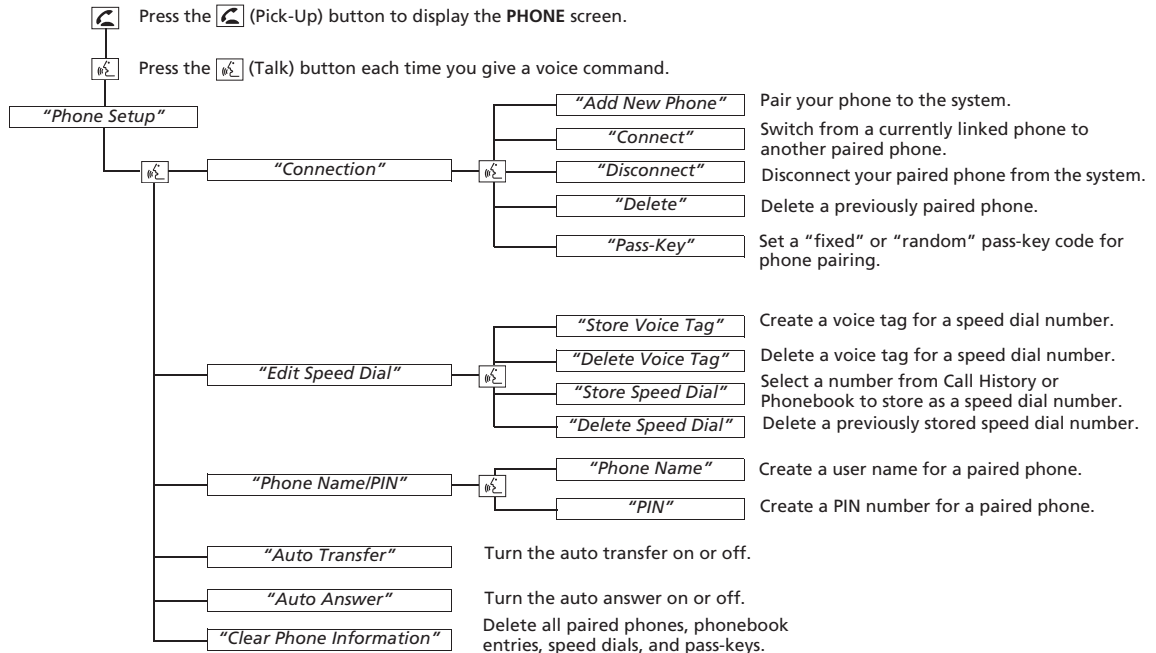 Press the (Pick-Up) button to display the PHONE screen.
Press the (Talk) button each time you give a voice command.
“Phone Setup”
“Connection”
“Add New Phone”
Pair your phone to the system.
“Connect”
Switch from a currently linked phone to
another paired phone.
“Disconnect”
Disconnect your paired phone from the system.
“Delete”
Delete a previously paired phone.
“Pass-Key”
Set a “fixed” or “random” pass-key code for
phone pairing.
“Edit Speed Dial”
“Store Voice Tag”
Create a voice tag for a speed dial number.
“Delete Voice Tag”
Delete a voice tag for a speed dial number.
“Store Speed Dial”
Select a number from Call History or
Phonebook to store as a speed dial number.
“Delete Speed Dial”
Delete a previously stored speed dial number.
“Phone Name/PIN”
“Phone Name”
Create a user name for a paired phone.
“PIN”
Create a PIN number for a paired phone.
“Auto Transfer”
Turn the auto transfer on or off.
“Auto Answer”
Turn the auto answer on or off.
“Clear Phone Information”
Delete all paired phones, phonebook
entries, speed dials, and pass-keys.